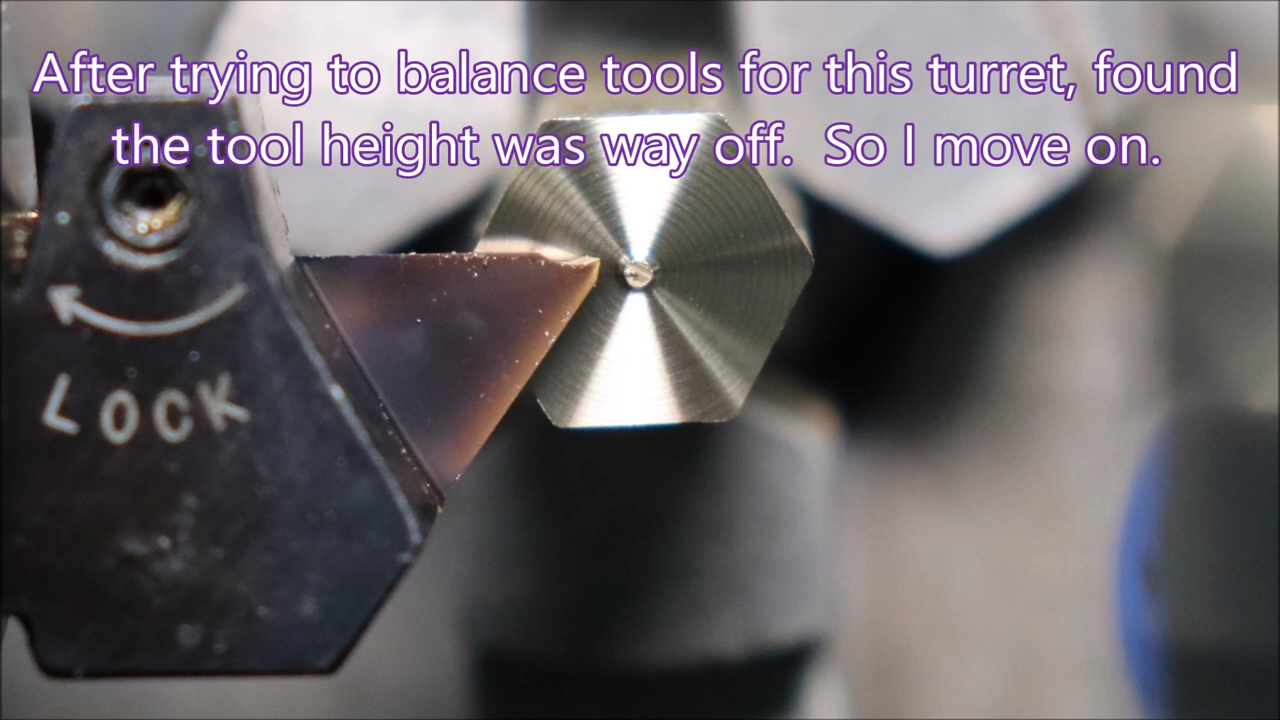 After trying to balance tools for this turret, found
the tool height was way off.  So I move on.
LOCK